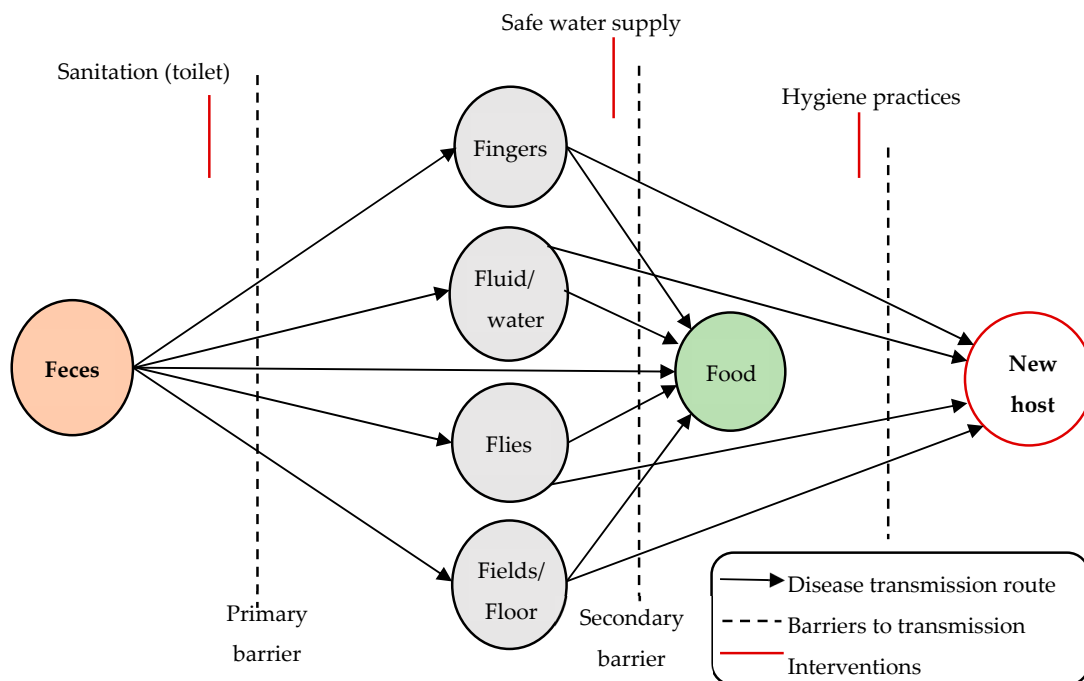 Safe water supply
Sanitation (toilet)
Hygiene practices
Fingers
Fluid/
water
Feces
Food
New
host
Flies
Fields/
Floor
Primary
barrier
Secondary
barrier
Disease transmission route
Barriers to transmission
Interventions